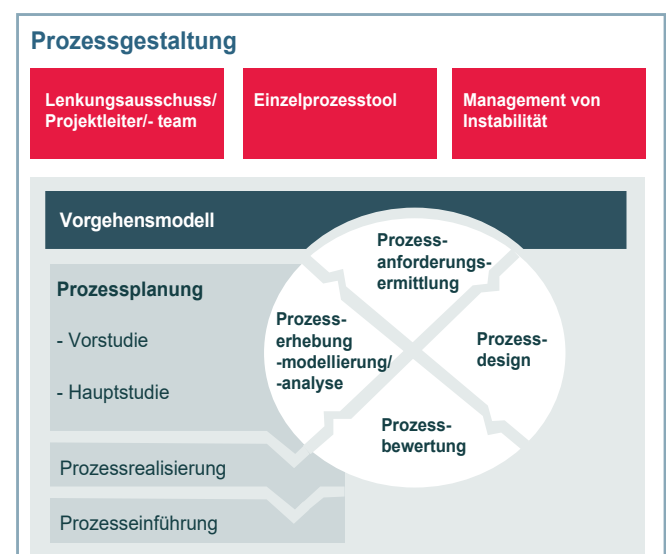 Prozessgestaltung
Lenkungsausschuss/
Projektleiter/- team
Einzelprozesstool
Management von
Instabilität
Vorgehensmodell
Prozess-
anforderungs-
ermittlung
Prozessplanung
- Vorstudie
- Hauptstudie
Prozess-
erhebung
-modellierung/
-analyse
Prozess-
design
Prozess-
bewertung
Prozessrealisierung
Prozesseinführung